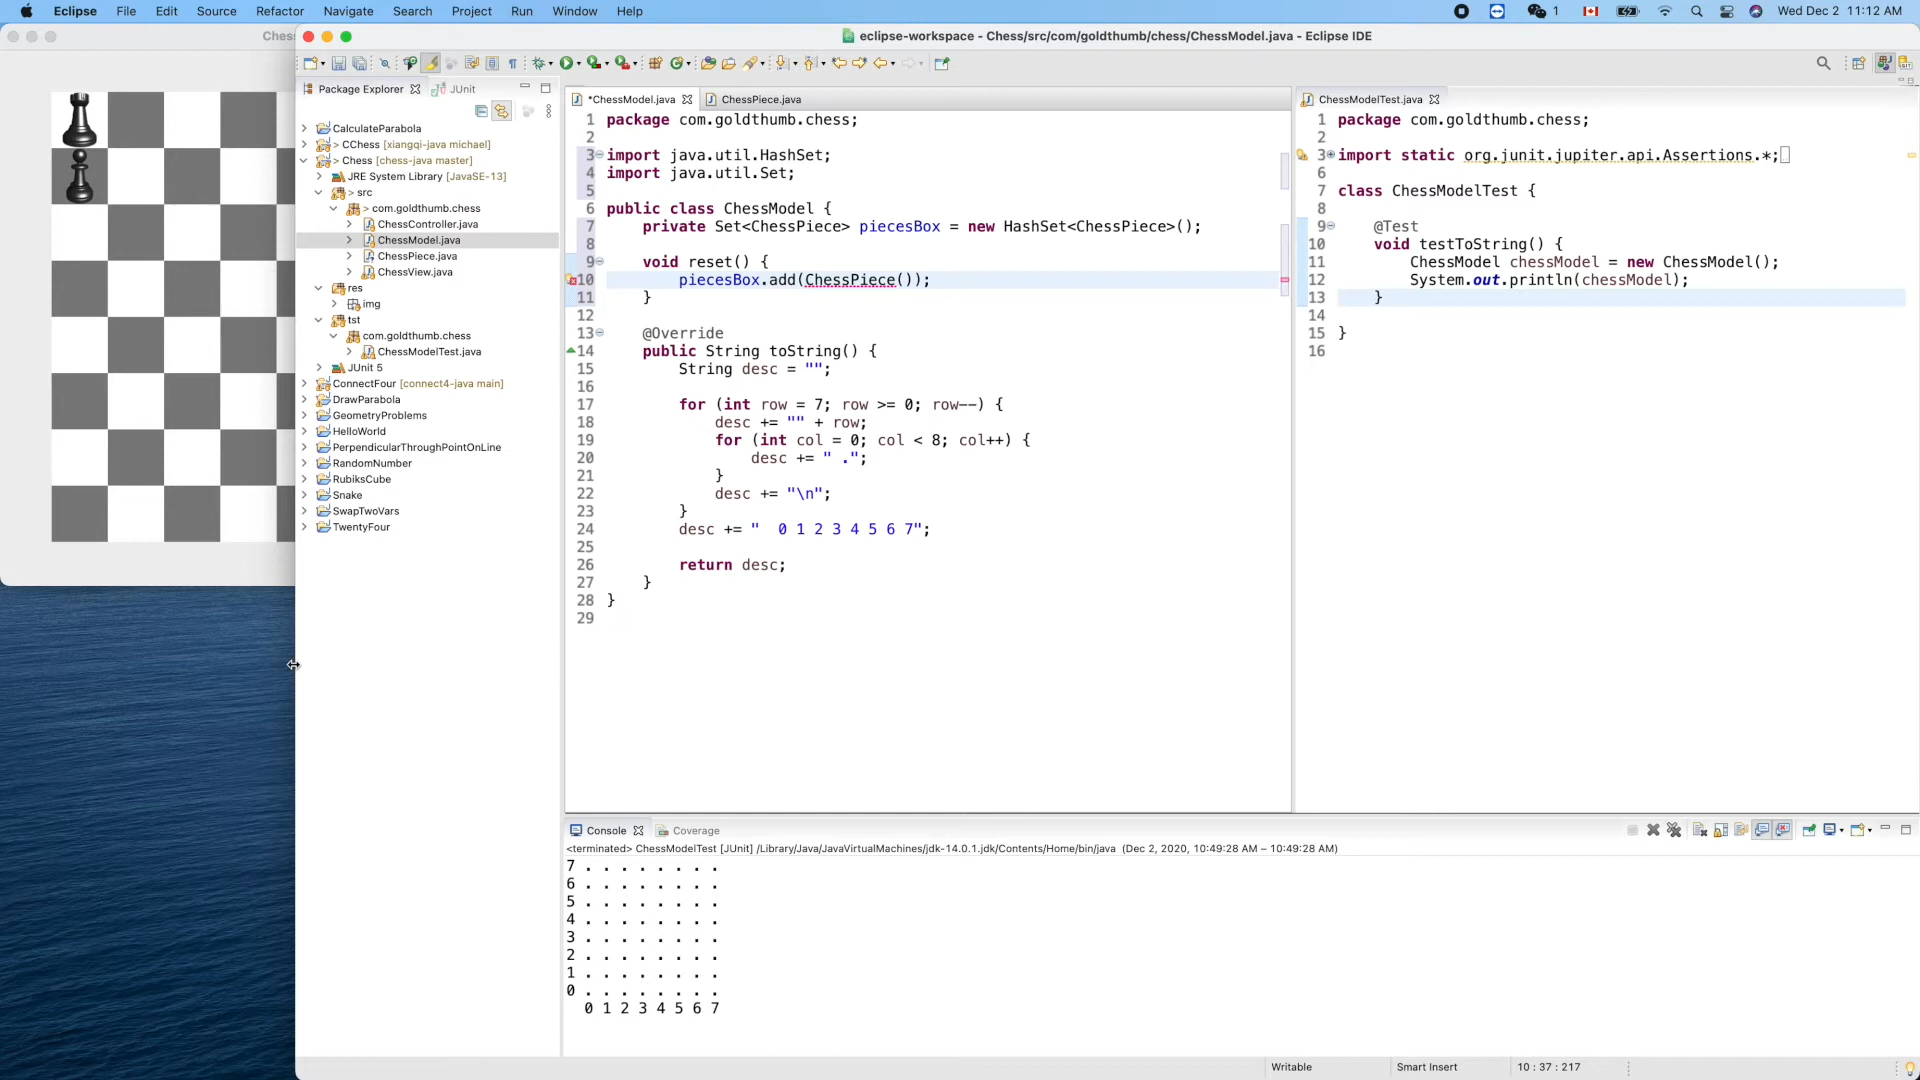 Eclipse File Edit Source Refactor Navigate Search Project Run Window Help 1 Wed Dec 2 11:12 AM
Chess
eclipse-workspace - Chess/src/com/goldthumb/chess/ChessModel.java - Eclipse IDE
Package Explorer JUnit
CalculateParabola
> CChess [xiangqi-java michael]
> Chess [chess-java master]
JRE System Library [JavaSE-13]
> src
> com.goldthumb.chess
ChessController.java
ChessModel.java
ChessPiece.java
ChessView.java
res
img
tst
com.goldthumb.chess
ChessModelTest.java
JUnit 5
ConnectFour [connect4-java main]
DrawParabola
GeometryProblems
HelloWorld
PerpendicularThroughPointOnLine
RandomNumber
RubiksCube
Snake
SwapTwoVars
TwentyFour
*ChessModel.java ChessPiece.java
1 package com.goldthumb.chess;
2
3 import java.util.HashSet;
4 import java.util.Set;
5
6 public class ChessModel {
7 private Set<ChessPiece> piecesBox = new HashSet<ChessPiece>();
8
9 void reset() {
10 piecesBox.add(ChessPiece());
11 }
12
13 @Override
14 public String toString() {
15 String desc = "";
16
17 for (int row = 7; row >= 0; row--) {
18 desc += "" + row;
19 for (int col = 0; col < 8; col++) {
20 desc += " .";
21 }
22 desc += "\n";
23 }
24 desc += "  0 1 2 3 4 5 6 7";
25
26 return desc;
27 }
28 }
29
ChessModelTest.java
1 package com.goldthumb.chess;
2
3 import static org.junit.jupiter.api.Assertions.*;
6
7 class ChessModelTest {
8
9 @Test
10 void testToString() {
11 ChessModel chessModel = new ChessModel();
12 System.out.println(chessModel);
13 }
14
15 }
16
Console Coverage
<terminated> ChessModelTest [JUnit] /Library/Java/JavaVirtualMachines/jdk-14.0.1.jdk/Contents/Home/bin/java (Dec 2, 2020, 10:49:28 AM – 10:49:28 AM)
7 . . . . . . . .
6 . . . . . . . .
5 . . . . . . . .
4 . . . . . . . .
3 . . . . . . . .
2 . . . . . . . .
1 . . . . . . . .
0 . . . . . . . .
0 1 2 3 4 5 6 7
Writable Smart Insert 10 : 37 : 217